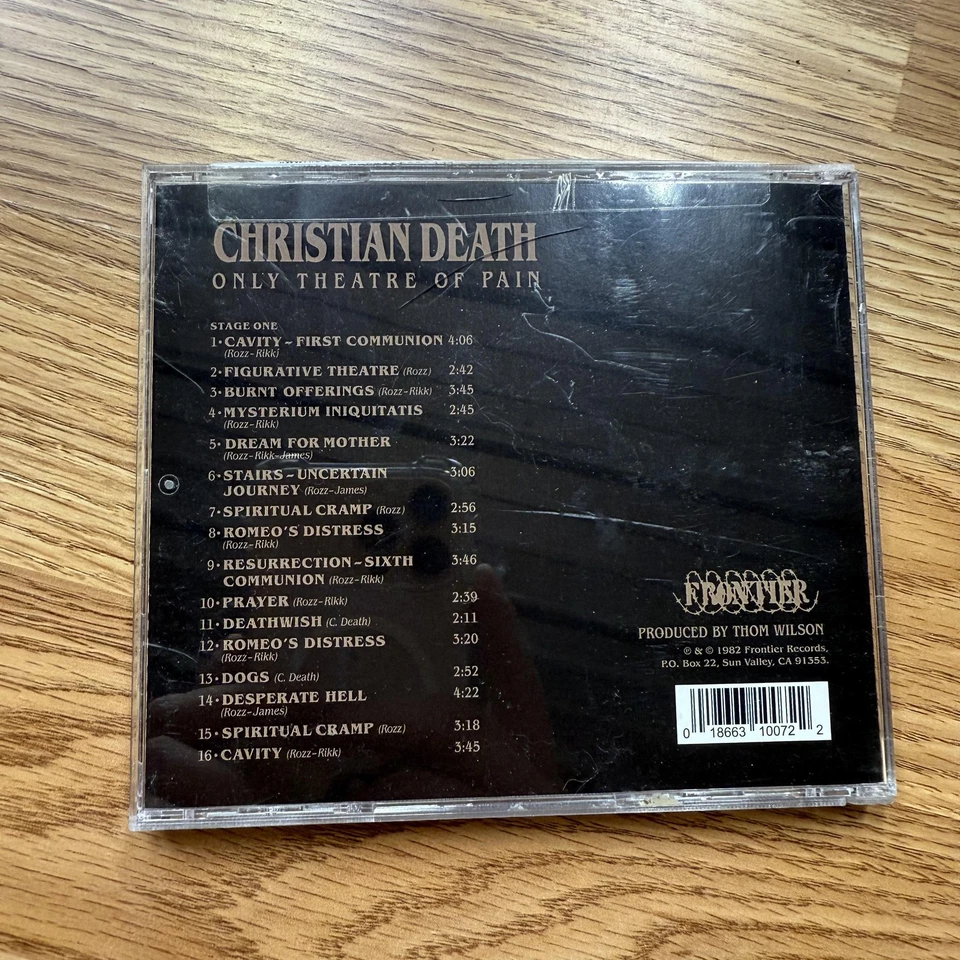 CHRISTIAN DEATH
ONLY THEATRE OF PAIN
STAGE ONE
1• CAVITY – FIRST COMMUNION 4:06
(Rozz–Rikk)
2• FIGURATIVE THEATRE (Rozz) 2:42
3• BURNT OFFERINGS (Rozz–Rikk) 3:45
4• MYSTERIUM INIQUITATIS 2:45
(Rozz–Rikk)
5• DREAM FOR MOTHER 3:22
(Rozz–Rikk–James)
6• STAIRS – UNCERTAIN 3:06
JOURNEY (Rozz–James)
7• SPIRITUAL CRAMP (Rozz) 2:56
8• ROMEO'S DISTRESS 3:15
(Rozz–Rikk)
9• RESURRECTION – SIXTH 3:46
COMMUNION (Rozz–Rikk)
10• PRAYER (Rozz–Rikk) 2:39
11• DEATHWISH (C. Death) 2:11
12• ROMEO'S DISTRESS 3:20
(Rozz–Rikk)
13• DOGS (C. Death) 2:52
14• DESPERATE HELL 4:22
(Rozz–James)
15• SPIRITUAL CRAMP (Rozz) 3:18
16• CAVITY (Rozz–Rikk) 3:45
FRONTIER
PRODUCED BY THOM WILSON
℗ & © 1982 Frontier Records,
P.O. Box 22, Sun Valley, CA 91353.
0 18663 10072 2